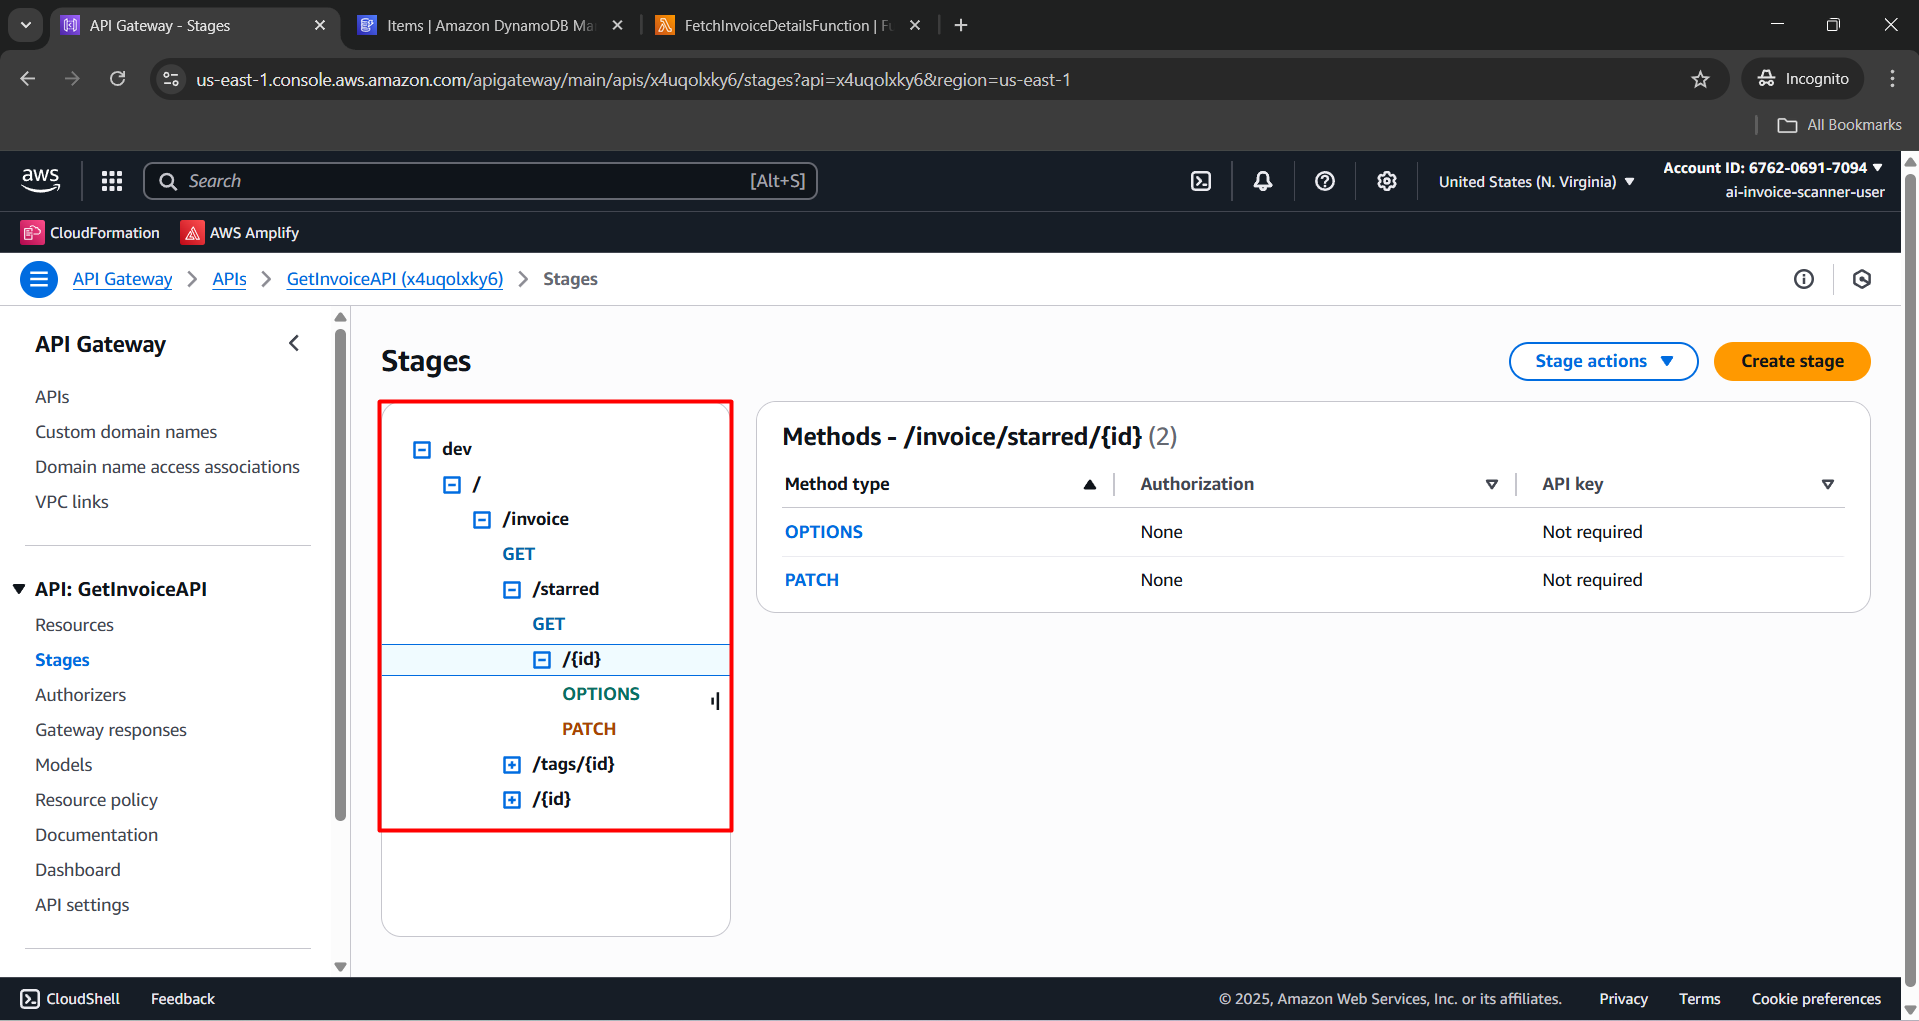 API Gateway - Stages
Items | Amazon DynamoDB Ma
FetchInvoiceDetailsFunction | Fu
us-east-1.console.aws.amazon.com/apigateway/main/apis/x4uqolxky6/stages?api=x4uqolxky6&region=us-east-1
Incognito
All Bookmarks
aws
Search
[Alt+S]
United States (N. Virginia)
Account ID: 6762-0691-7094
ai-invoice-scanner-user
CloudFormation
AWS Amplify
API Gateway
APIs
GetInvoiceAPI (x4uqolxky6)
Stages
API Gateway
APIs
Custom domain names
Domain name access associations
VPC links
API: GetInvoiceAPI
Resources
Stages
Authorizers
Gateway responses
Models
Resource policy
Documentation
Dashboard
API settings
Stages
Stage actions
Create stage
dev
/
/invoice
GET
/starred
GET
/{id}
OPTIONS
PATCH
/tags/{id}
/{id}
Methods - /invoice/starred/{id} (2)
Method type
Authorization
API key
OPTIONS
None
Not required
PATCH
None
Not required
CloudShell
Feedback
© 2025, Amazon Web Services, Inc. or its affiliates.
Privacy
Terms
Cookie preferences